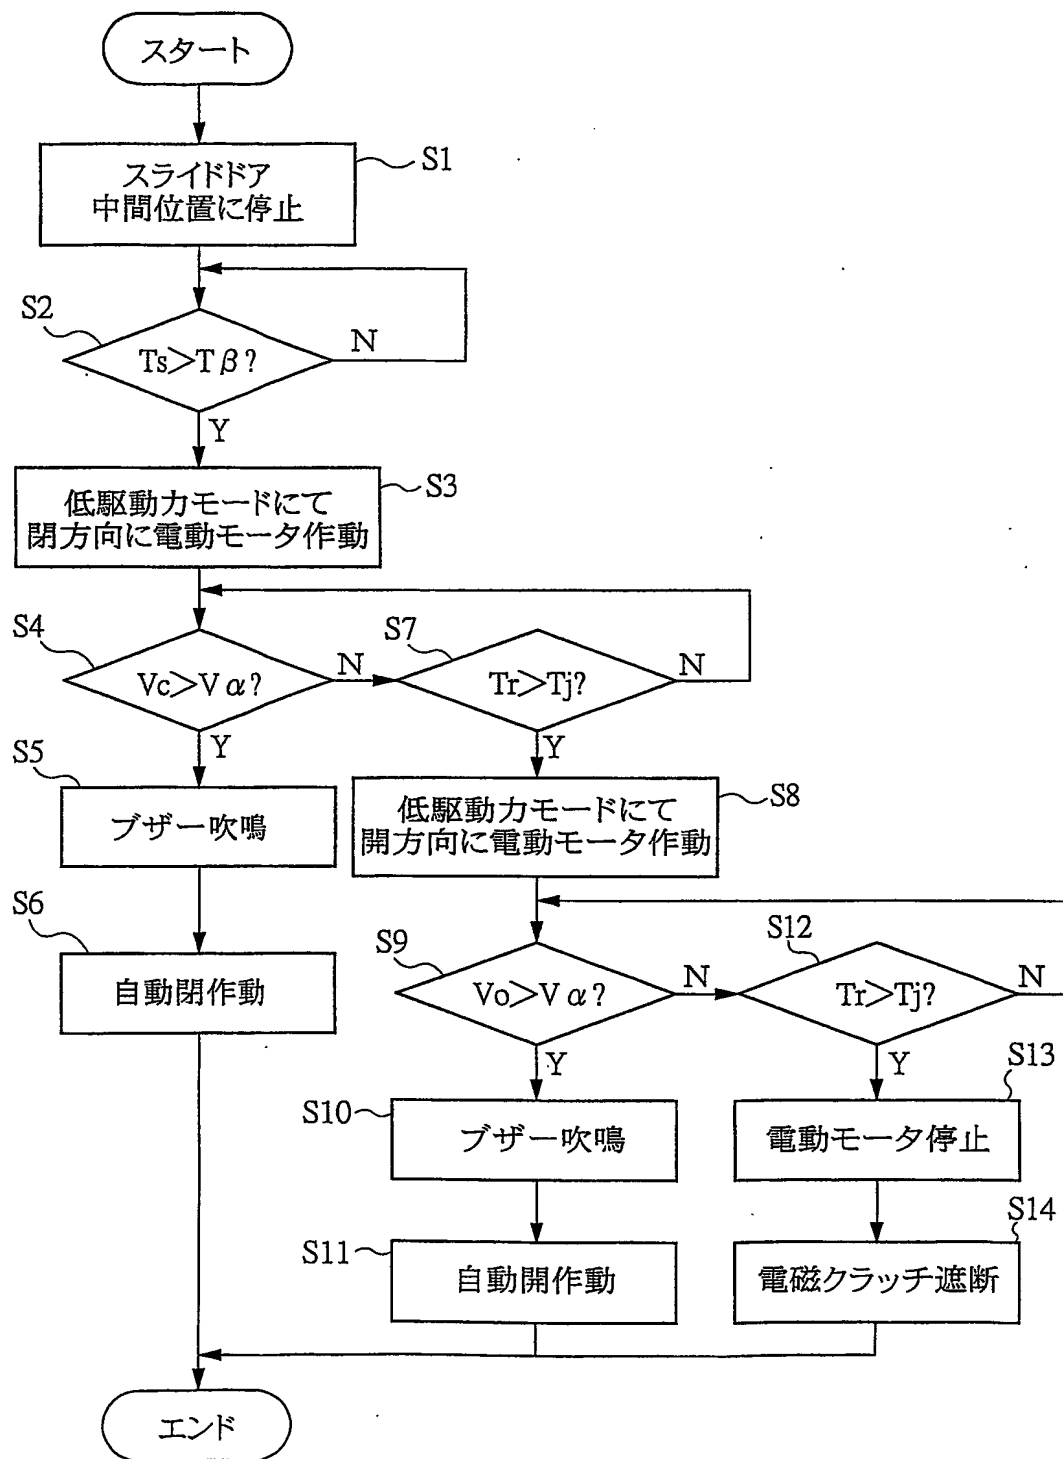 スタート
スライドドア
中間位置に停止
S1
S2
Ts>Tβ?
N
Y
低駆動力モードにて
閉方向に電動モータ作動
S3
S4
Vc>Vα?
N
Y
S7
Tr>Tj?
N
Y
S5
ブザー吹鳴
S6
自動閉作動
低駆動力モードにて
開方向に電動モータ作動
S8
S9
Vo>Vα?
N
Y
S12
Tr>Tj?
N
Y
S10
ブザー吹鳴
S13
電動モータ停止
S11
自動開作動
S14
電磁クラッチ遮断
エンド